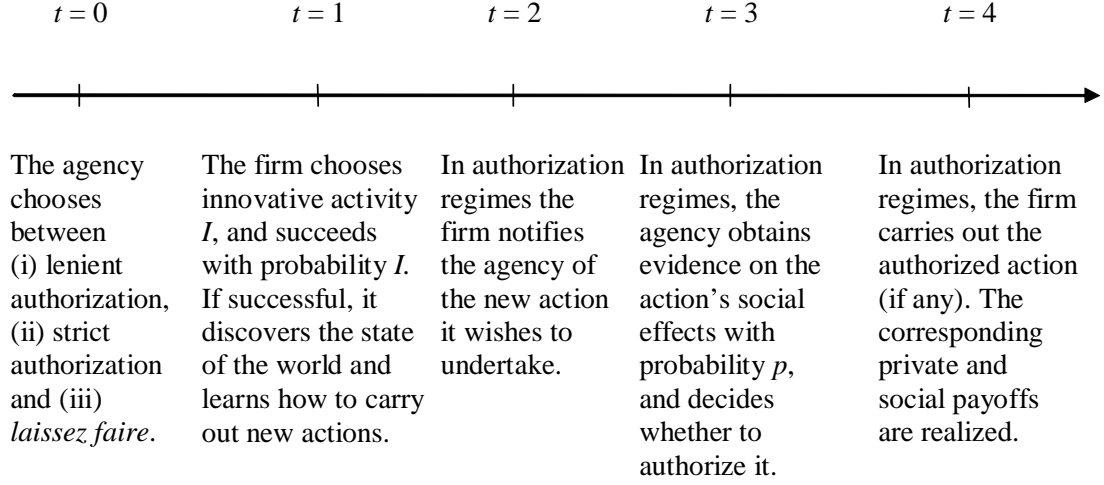 t = 0
t = 1
t = 2
t = 3
t = 4
The agency
chooses
between
(i) lenient
authorization,
(ii) strict
authorization
and (iii)
laissez faire.
The firm chooses
innovative activity
I, and succeeds
with probability I.
If successful, it
discovers the state
of the world and
learns how to carry
out new actions.
In authorization
regimes the
firm notifies
the agency of
the new action
it wishes to
undertake.
In authorization
regimes, the
agency obtains
evidence on the
action's social
effects with
probability p,
and decides
whether to
authorize it.
In authorization
regimes, the firm
carries out the
authorized action
(if any). The
corresponding
private and
social payoffs
are realized.